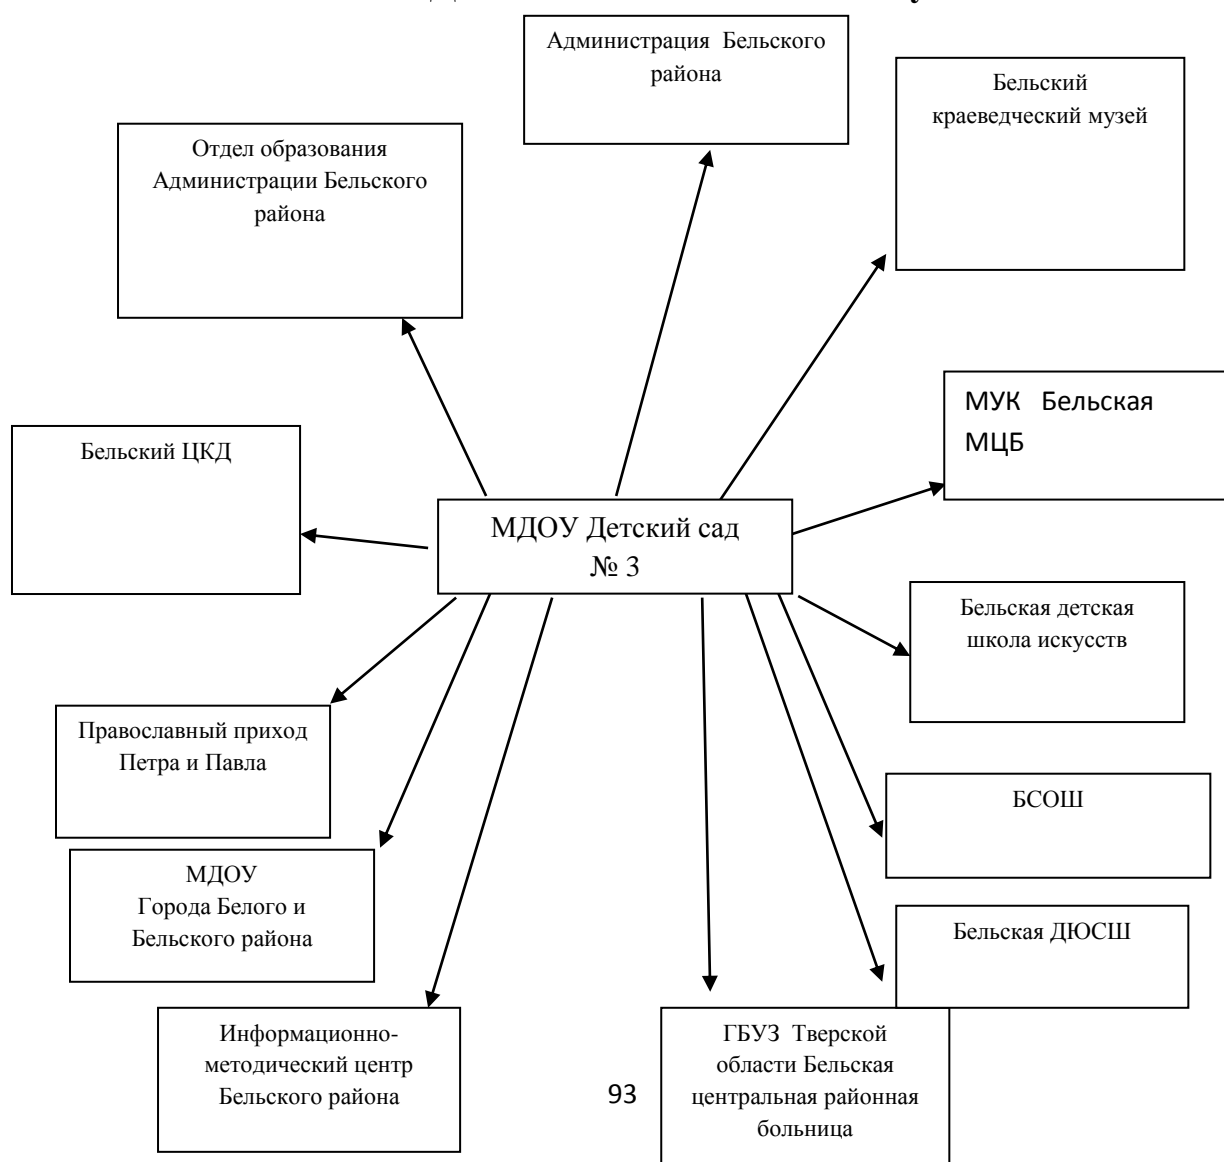 Администрация Бельского
района
Бельский
краеведческий музей
Отдел образования
Администрации Бельского
района
МУК Бельская
МЦБ
Бельский ЦКД
МДОУ Детский сад
№ 3
Бельская детская
школа искусств
Православный приход
Петра и Павла
БСОШ
МДОУ
Города Белого и
Бельского района
Бельская ДЮСШ
Информационно-
методический центр
Бельского района
93
ГБУЗ Тверской
области Бельская
центральная районная
больница